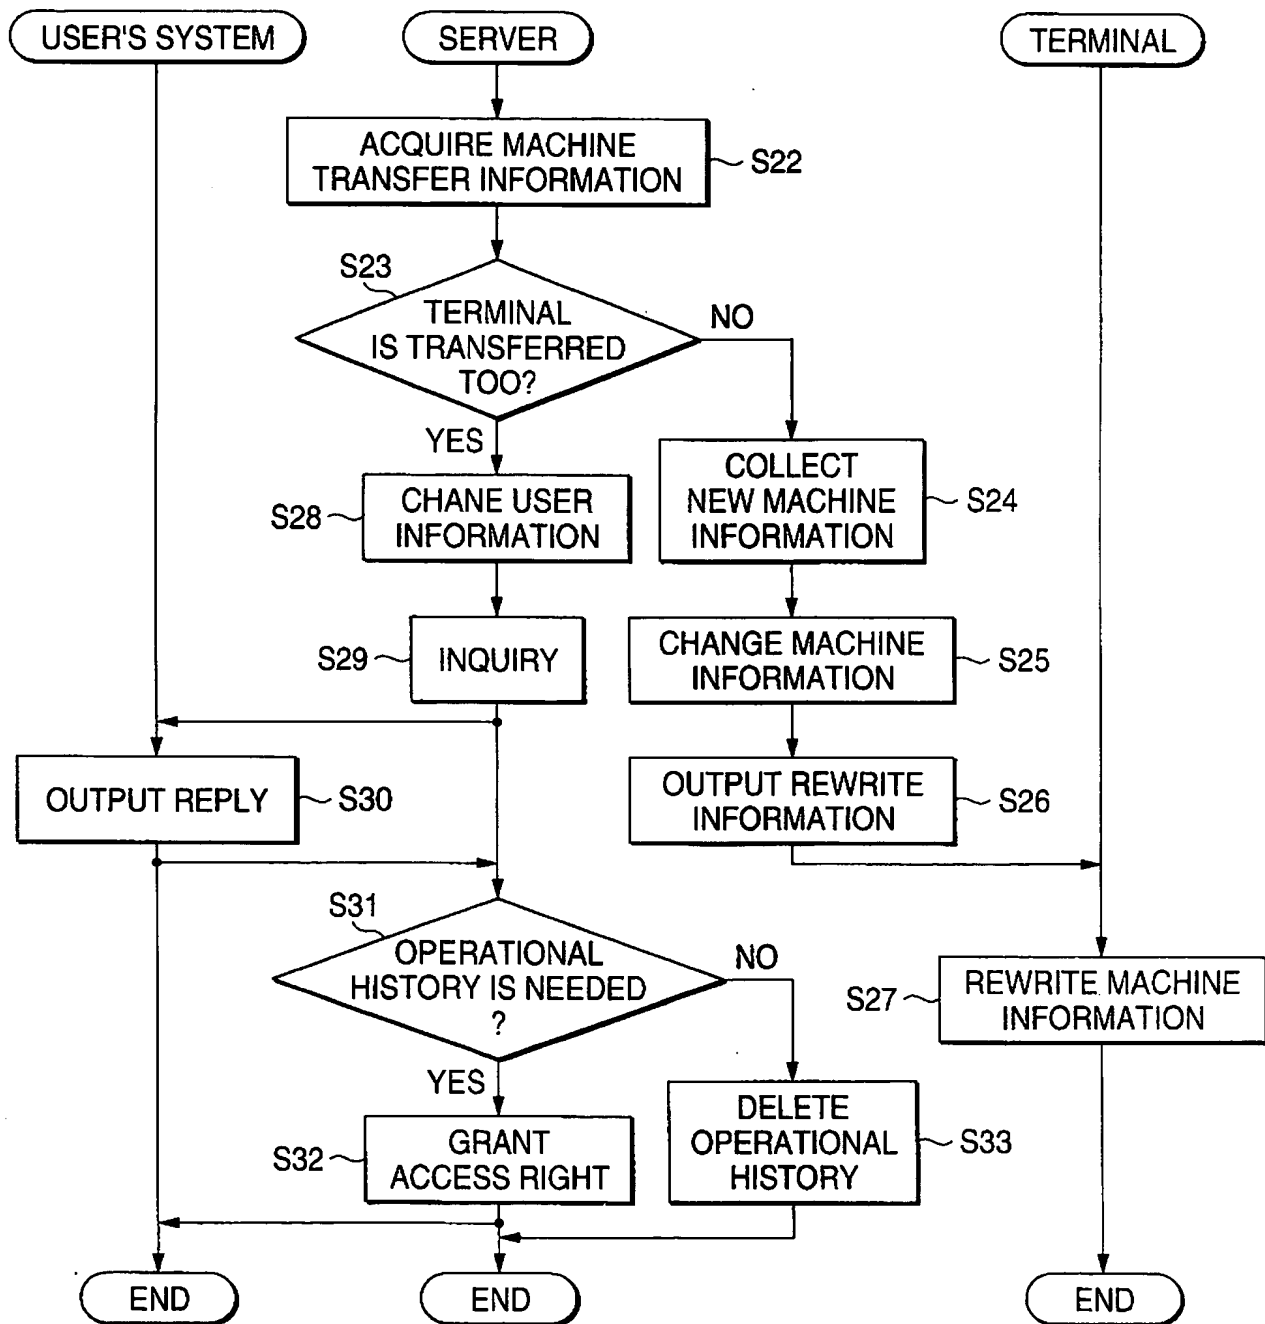 USER'S SYSTEM
SERVER
TERMINAL
ACQUIRE MACHINE
TRANSFER INFORMATION
S22
S23
TERMINAL
IS TRANSFERRED
TOO?
NO
YES
S28
CHANE USER
INFORMATION
COLLECT
NEW MACHINE
INFORMATION
S24
S29
INQUIRY
CHANGE MACHINE
INFORMATION
S25
OUTPUT REPLY
S30
OUTPUT REWRITE
INFORMATION
S26
S31
OPERATIONAL
HISTORY IS NEEDED
?
NO
YES
S27
REWRITE MACHINE
INFORMATION
S32
GRANT
ACCESS RIGHT
DELETE
OPERATIONAL
HISTORY
S33
END
END
END